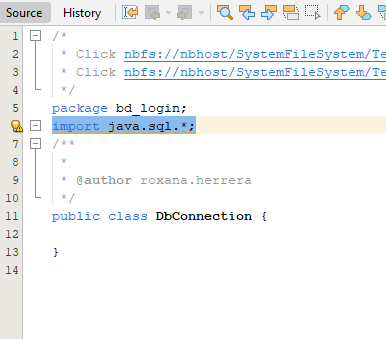 Source History
1 /*
2 * Click nbfs://nbhost/SystemFileSystem/Te
3 * Click nbfs://nbhost/SystemFileSystem/Te
4 */
5 package bd_login;
import java.sql.*;
7 /**
8 *
9 * @author roxana.herrera
10 */
11 public class DbConnection {
12
13 }
14